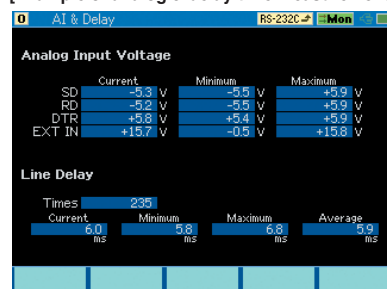 0 AI & Delay RS-232C Mon
Analog Input Voltage
Current Minimum Maximum
SD -5.3 V -5.5 V +5.9 V
RD -5.2 V -5.5 V +5.9 V
DTR +5.8 V +5.4 V +5.9 V
EXT IN +15.7 V -0.5 V +15.8 V
Line Delay
Times 235
Current Minimum Maximum Average
6.0 5.8 6.8 5.9
ms ms ms ms